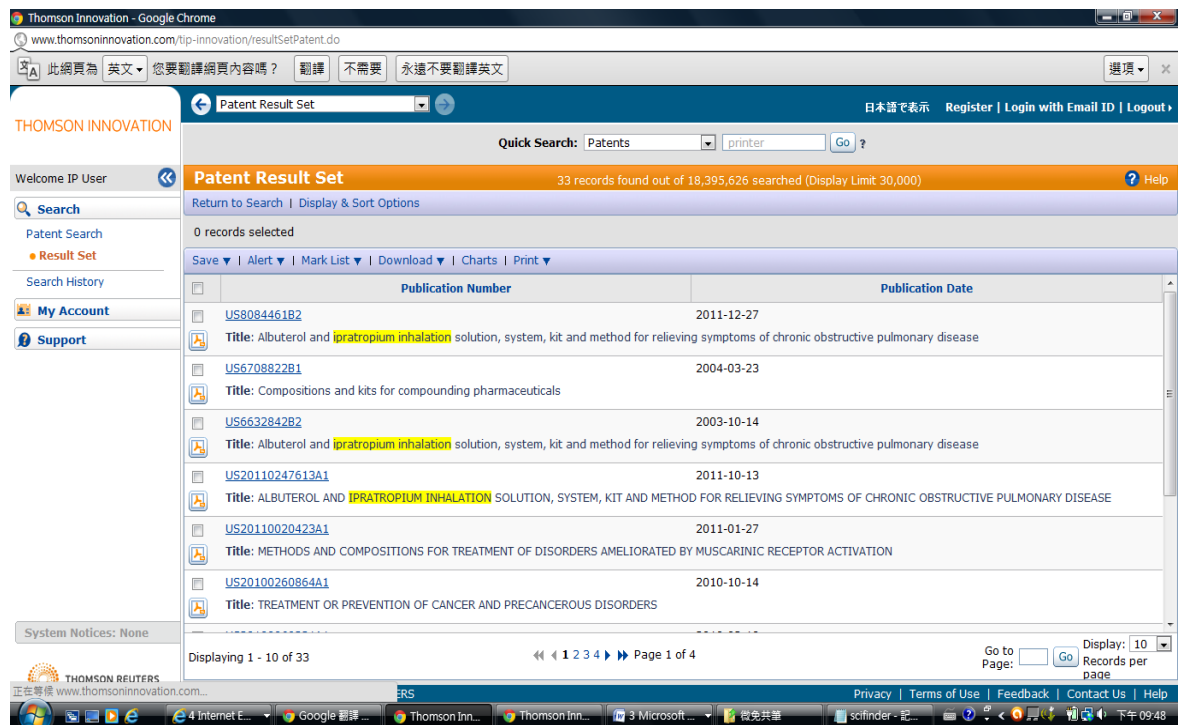 Thomson Innovation - Google Chrome
www.thomsoninnovation.com/tip-innovation/resultSetPatent.do
此網頁為 英文 您要翻譯網頁內容嗎？ 翻譯 不需要 永遠不要翻譯英文 選項
THOMSON INNOVATION
Patent Result Set
日本語で表示 Register | Login with Email ID | Logout
Quick Search: Patents printer Go ?
Welcome IP User
Patent Result Set 33 records found out of 18,395,626 searched (Display Limit 30,000) Help
Search
Return to Search | Display & Sort Options
Patent Search
0 records selected
Result Set
Save | Alert | Mark List | Download | Charts | Print
Search History
Publication Number Publication Date
My Account
US8084461B2 2011-12-27
Support
Title: Albuterol and ipratropium inhalation solution, system, kit and method for relieving symptoms of chronic obstructive pulmonary disease
US6708822B1 2004-03-23
Title: Compositions and kits for compounding pharmaceuticals
US6632842B2 2003-10-14
Title: Albuterol and ipratropium inhalation solution, system, kit and method for relieving symptoms of chronic obstructive pulmonary disease
US20110247613A1 2011-10-13
Title: ALBUTEROL AND IPRATROPIUM INHALATION SOLUTION, SYSTEM, KIT AND METHOD FOR RELIEVING SYMPTOMS OF CHRONIC OBSTRUCTIVE PULMONARY DISEASE
US20110020423A1 2011-01-27
Title: METHODS AND COMPOSITIONS FOR TREATMENT OF DISORDERS AMELIORATED BY MUSCARINIC RECEPTOR ACTIVATION
US20100260864A1 2010-10-14
Title: TREATMENT OR PREVENTION OF CANCER AND PRECANCEROUS DISORDERS
System Notices: None
Displaying 1 - 10 of 33 1 2 3 4 Page 1 of 4 Go to Page: Go Display: 10 Records per page
THOMSON REUTERS
正在等候 www.thomsoninnovation.com... ERS Privacy | Terms of Use | Feedback | Contact Us | Help
4 Internet E... Google 翻譯 ... Thomson Inn... Thomson Inn... 3 Microsoft ... 微免共筆 scifinder - 記... 下午 09:48